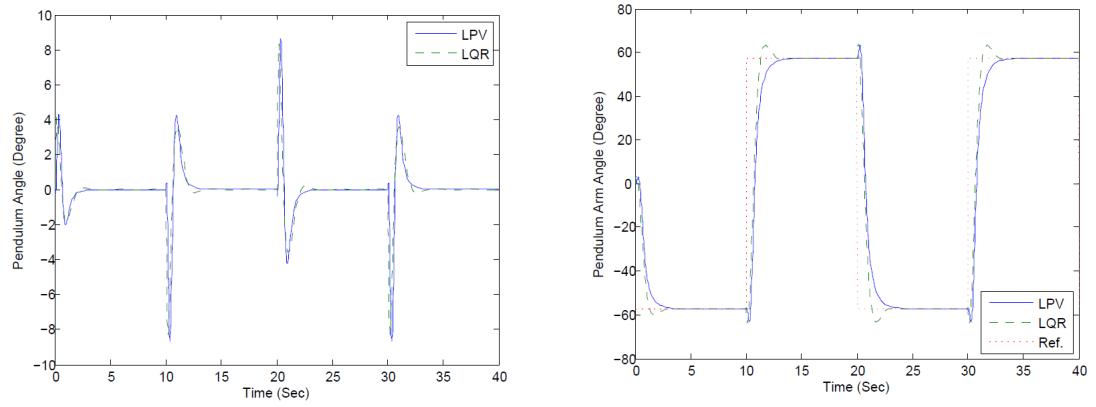 10
8
6
4
2
0
−2
−4
−6
−8
−10
Pendulum Angle (Degree)
LPV
LQR
0 5 10 15 20 25 30 35 40
Time (Sec)
80
60
40
20
0
−20
−40
−60
−80
Pendulum Arm Angle (Degree)
LPV
LQR
Ref.
0 5 10 15 20 25 30 35 40
Time (Sec)